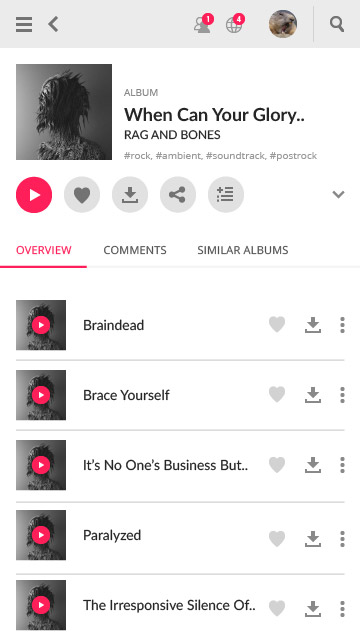 1
4
ALBUM
When Can Your Glory..
RAG AND BONES
#rock, #ambient, #soundtrack, #postrock
OVERVIEW COMMENTS SIMILAR ALBUMS
Braindead
Brace Yourself
It’s No One’s Business But..
Paralyzed
The Irresponsive Silence Of..